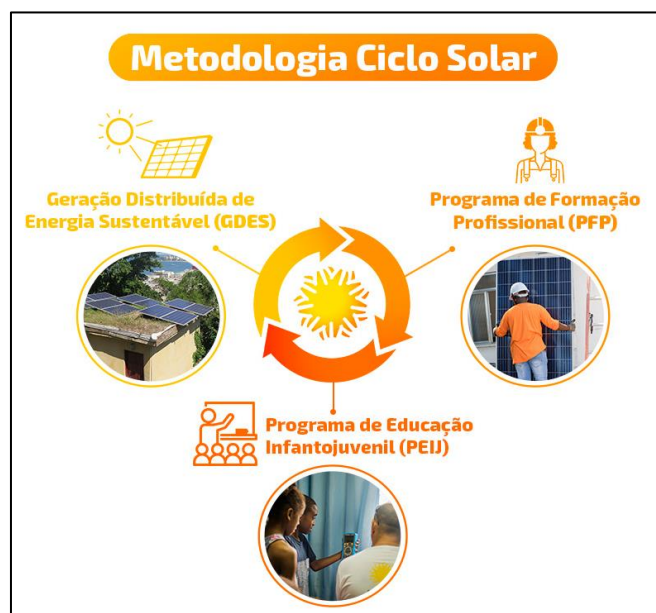 Metodologia Ciclo Solar
Geração Distribuída de
Energia Sustentável (GDES)
Programa de Formação
Profissional (PFP)
Programa de Educação
Infantojuvenil (PEIJ)